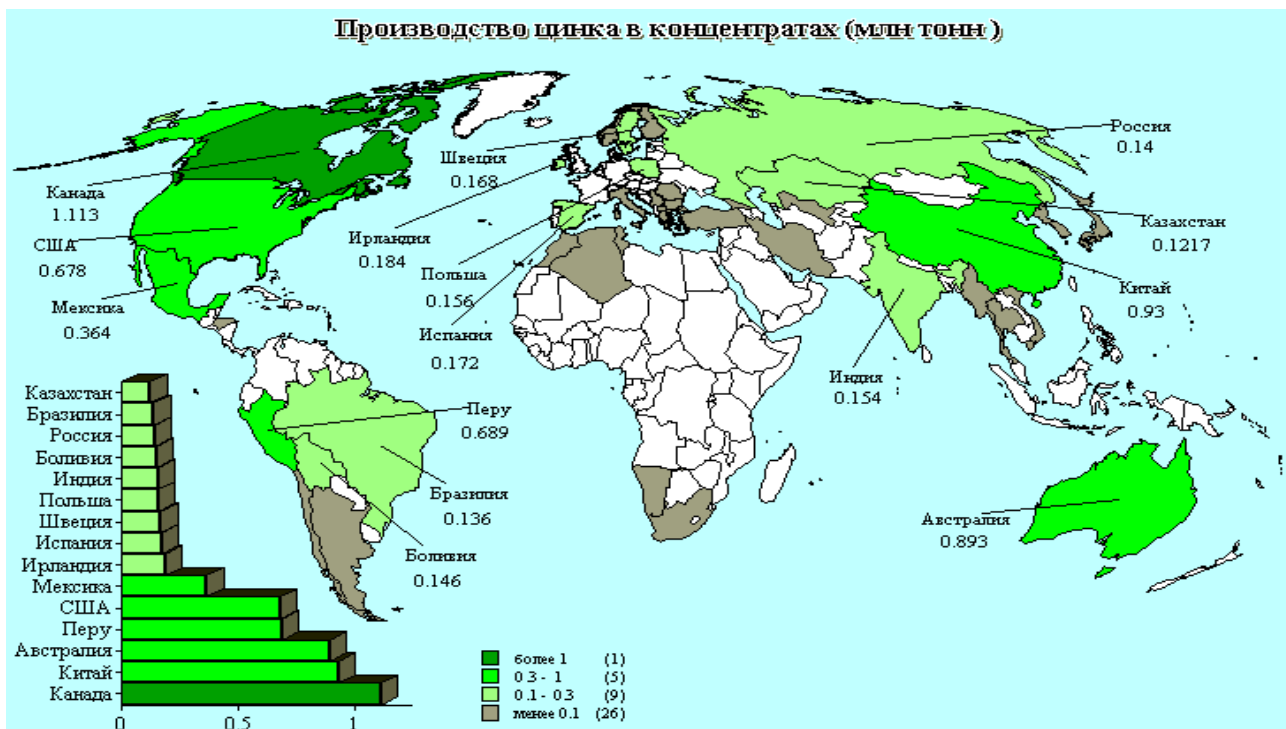 Производство цинка в концентратах (млн тонн )
Россия
0.14
Швеция
0.168
Канада
1.113
Казахстан
0.1217
Ирландия
0.184
США
0.678
Польша
0.156
Китай
0.93
Мексика
0.364
Испания
0.172
Индия
0.154
Перу
0.689
Бразилия
0.136
Австралия
0.893
Боливия
0.146
Казахстан
Бразилия
Россия
Боливия
Индия
Польша
Швеция
Испания
Ирландия
Мексика
США
Перу
Австралия
Китай
Канада
0 0.5 1
более 1 (1)
0.3 - 1 (5)
0.1 - 0.3 (9)
менее 0.1 (26)